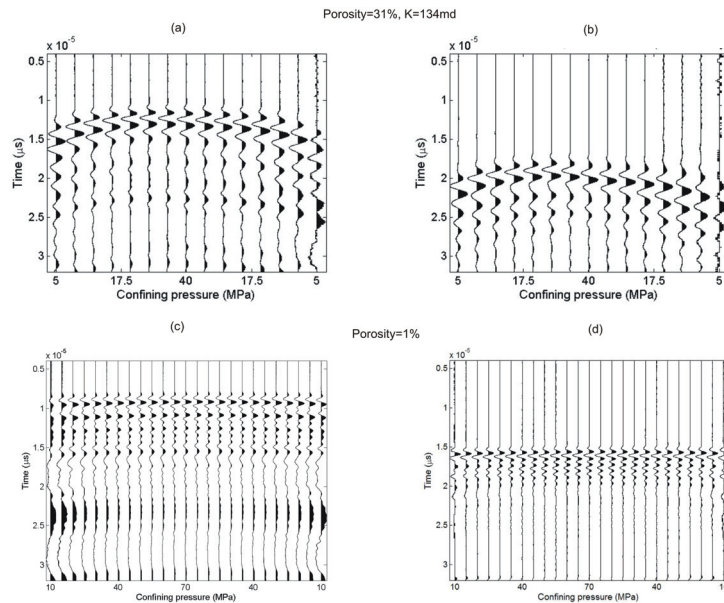 Porosity=31%, K=134md
(a)
(b)
x 10⁻⁵
0.5
1
1.5
2
2.5
3
Time (μs)
5 17.5 40 17.5 5
Confining pressure (MPa)
x 10⁻⁵
0.5
1
1.5
2
2.5
3
Time (μs)
5 17.5 40 17.5 5
Confining pressure (MPa)
Porosity=1%
(c)
(d)
x 10⁻⁵
0.5
1
1.5
2
2.5
3
Time (μs)
10 40 70 40 10
Confining pressure (MPa)
x 10⁻⁵
0.5
1
1.5
2
2.5
3
Time (μs)
10 40 70 40
Confining pressure (MPa)